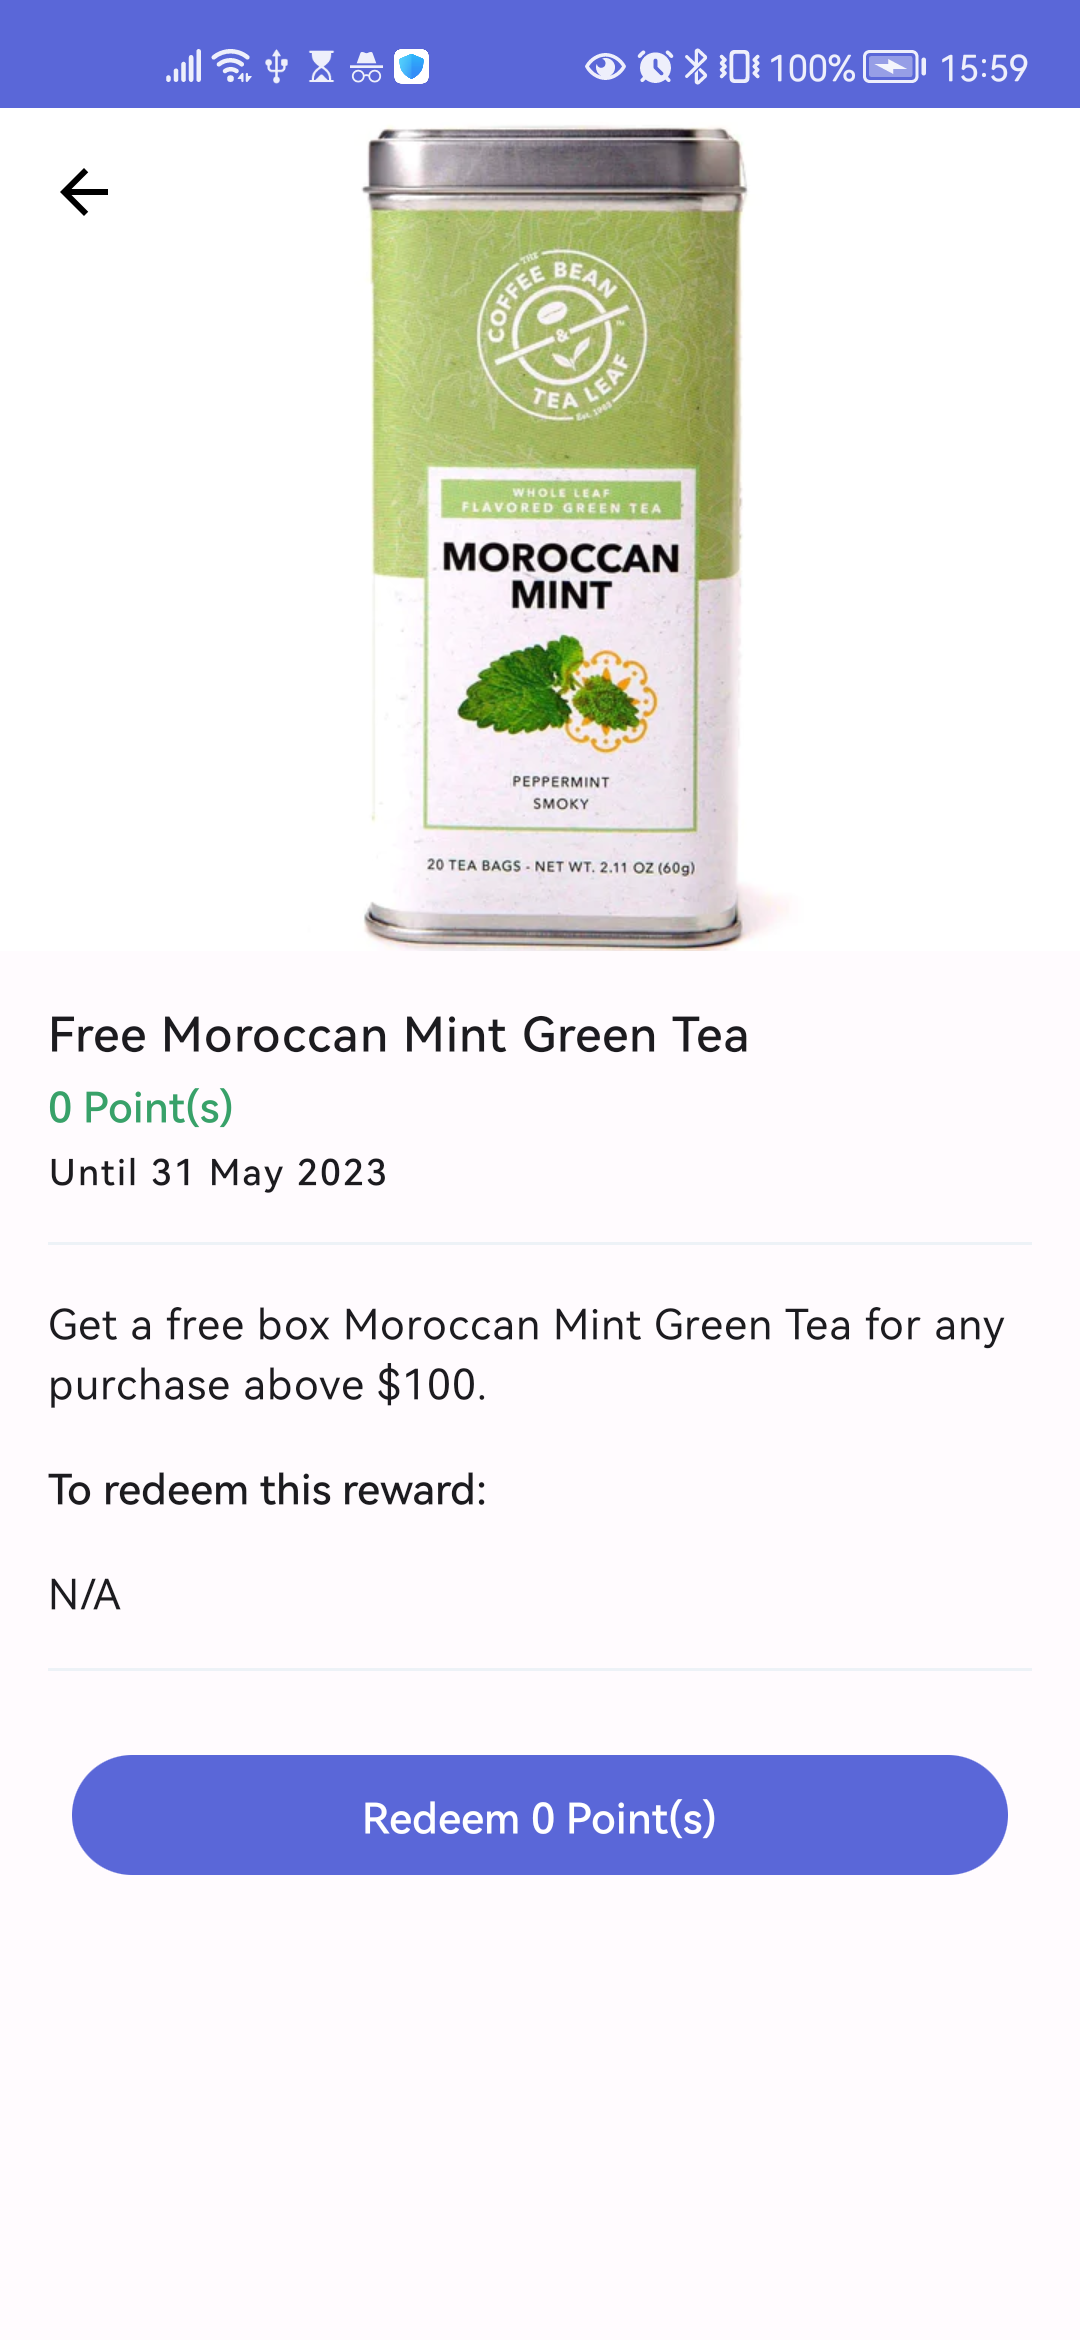 100% 15:59
THE
COFFEE BEAN
&
TEA LEAF
TM
Est. 1963
WHOLE LEAF
FLAVORED GREEN TEA
MOROCCAN
MINT
PEPPERMINT
SMOKY
20 TEA BAGS - NET WT. 2.11 OZ (60g)
Free Moroccan Mint Green Tea
0 Point(s)
Until 31 May 2023
Get a free box Moroccan Mint Green Tea for any
purchase above $100.
To redeem this reward:
N/A
Redeem 0 Point(s)